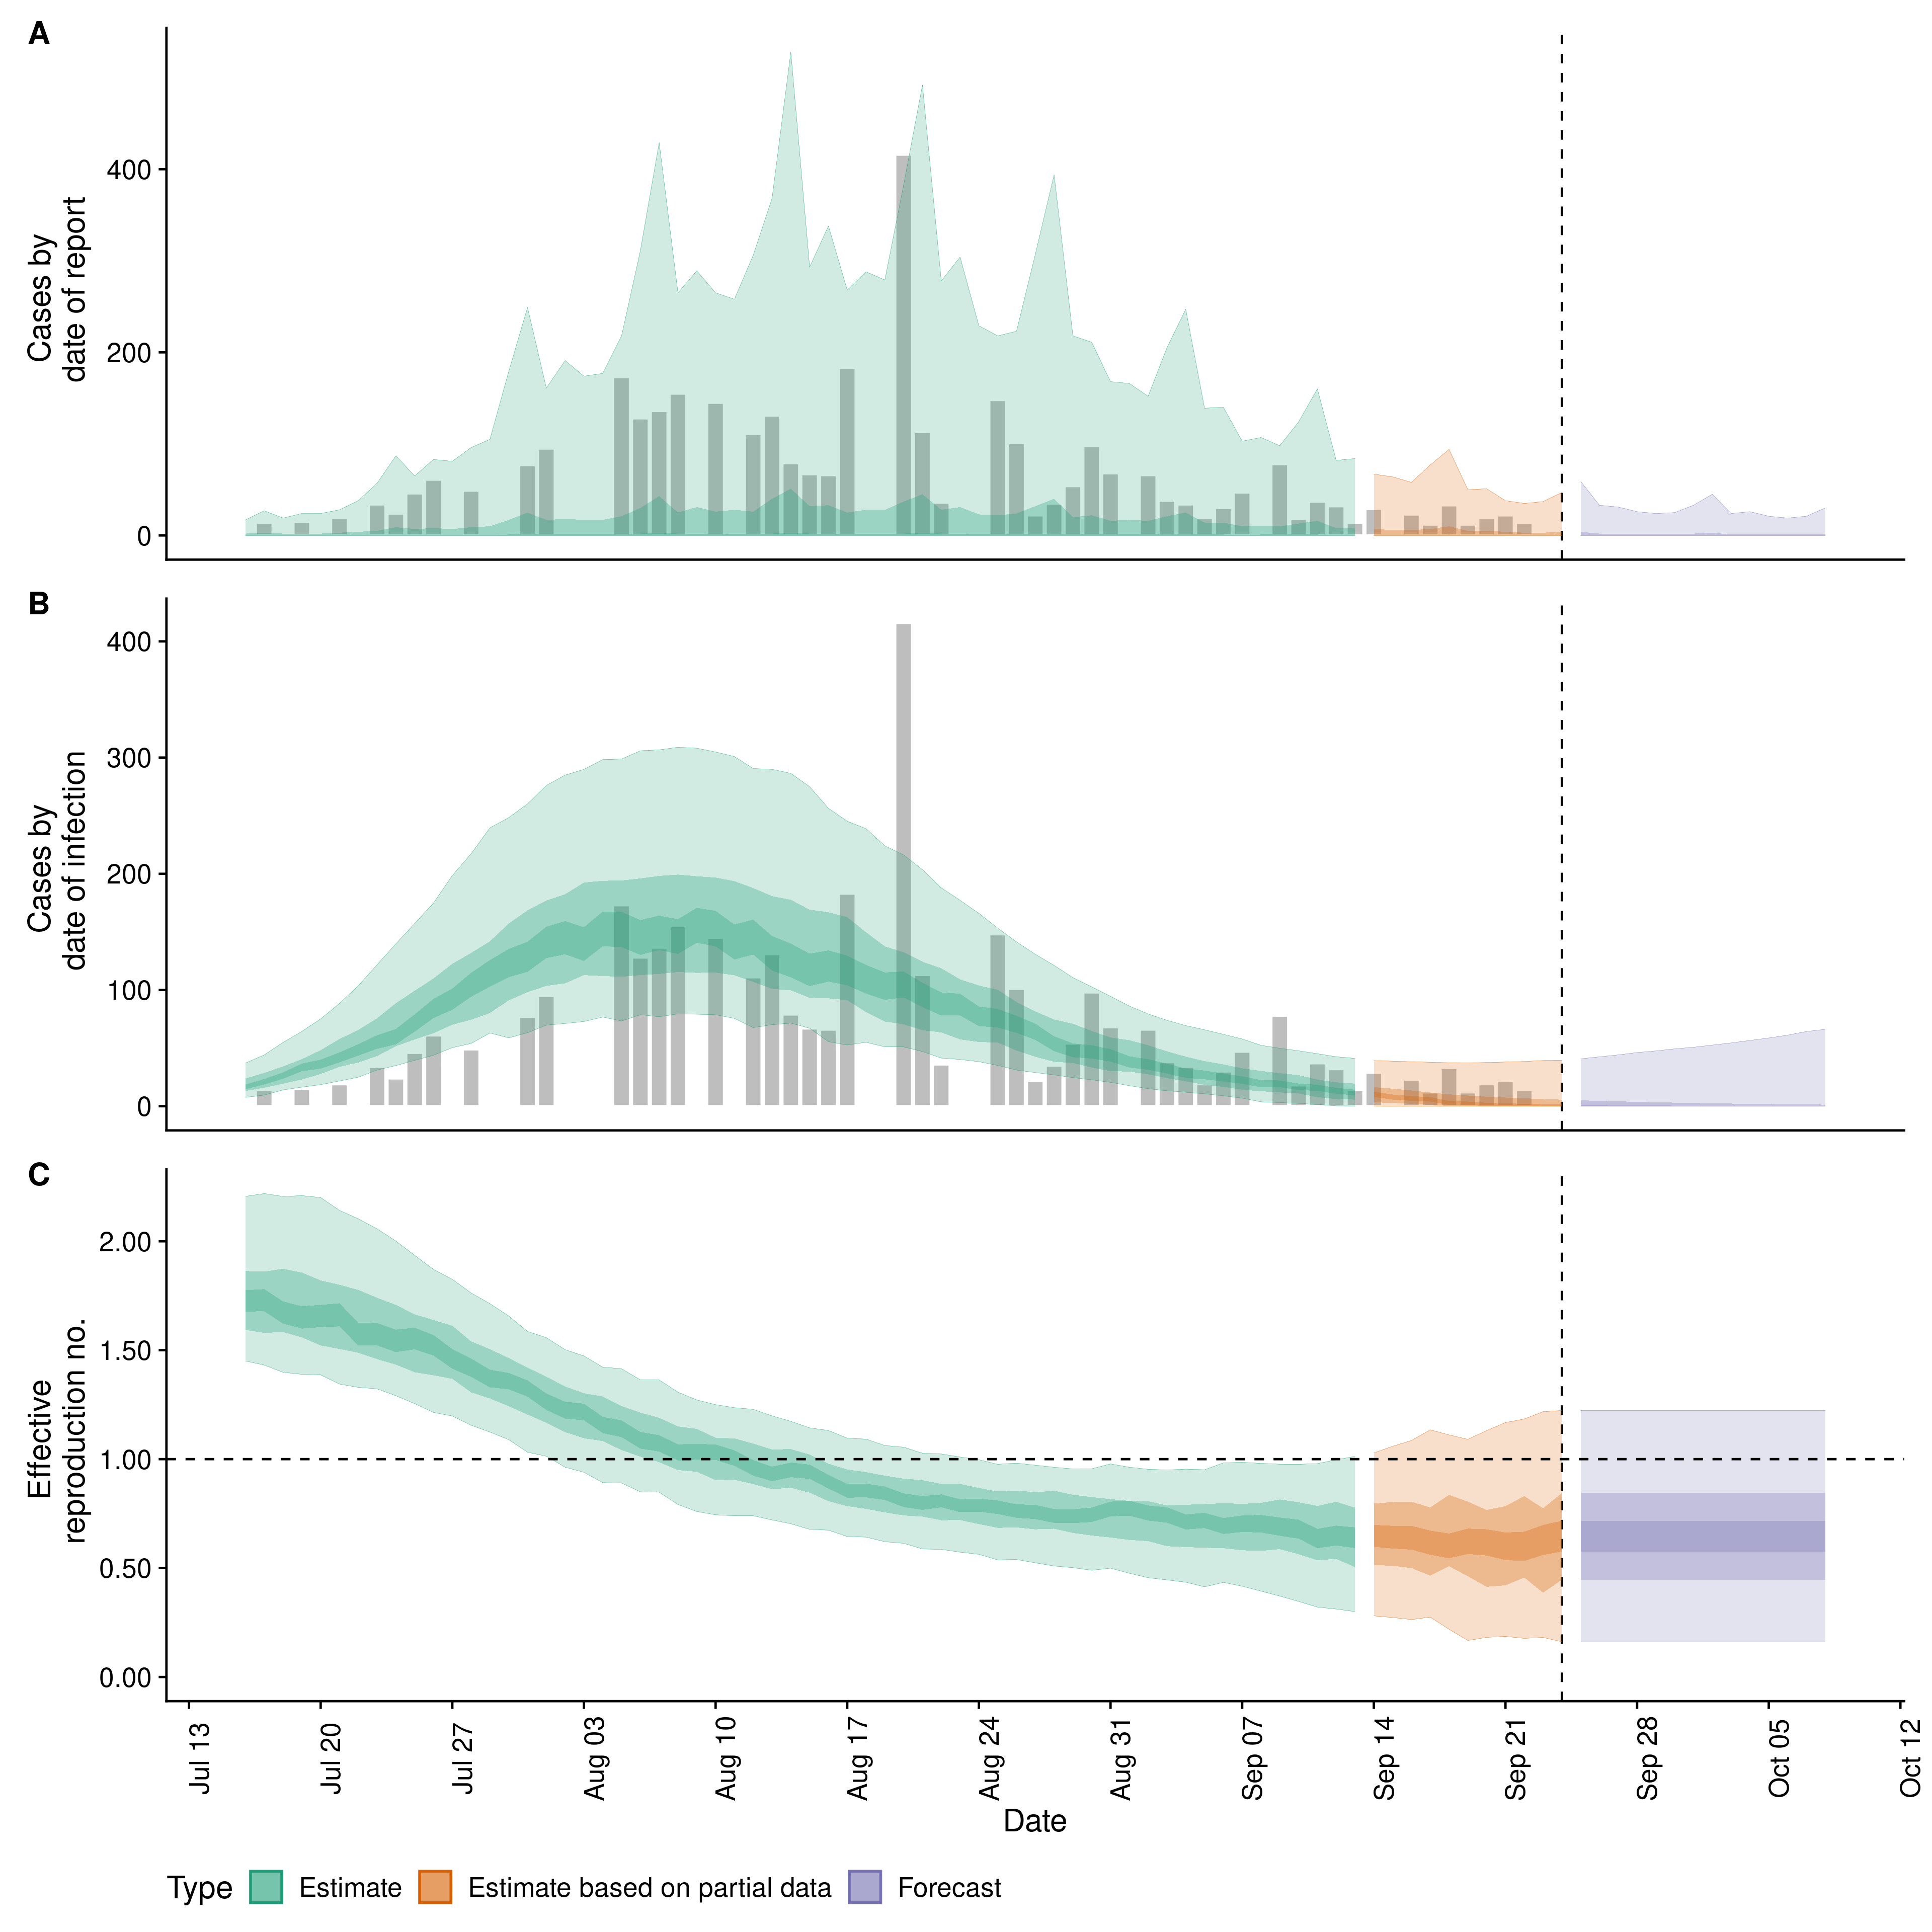 A
Cases by
date of report
400
200
0
B
Cases by
date of infection
400
300
200
100
0
C
Effective
reproduction no.
2.00
1.50
1.00
0.50
0.00
Jul 13
Jul 20
Jul 27
Aug 03
Aug 10
Aug 17
Aug 24
Aug 31
Sep 07
Sep 14
Sep 21
Sep 28
Oct 05
Oct 12
Date
Type
Estimate
Estimate based on partial data
Forecast